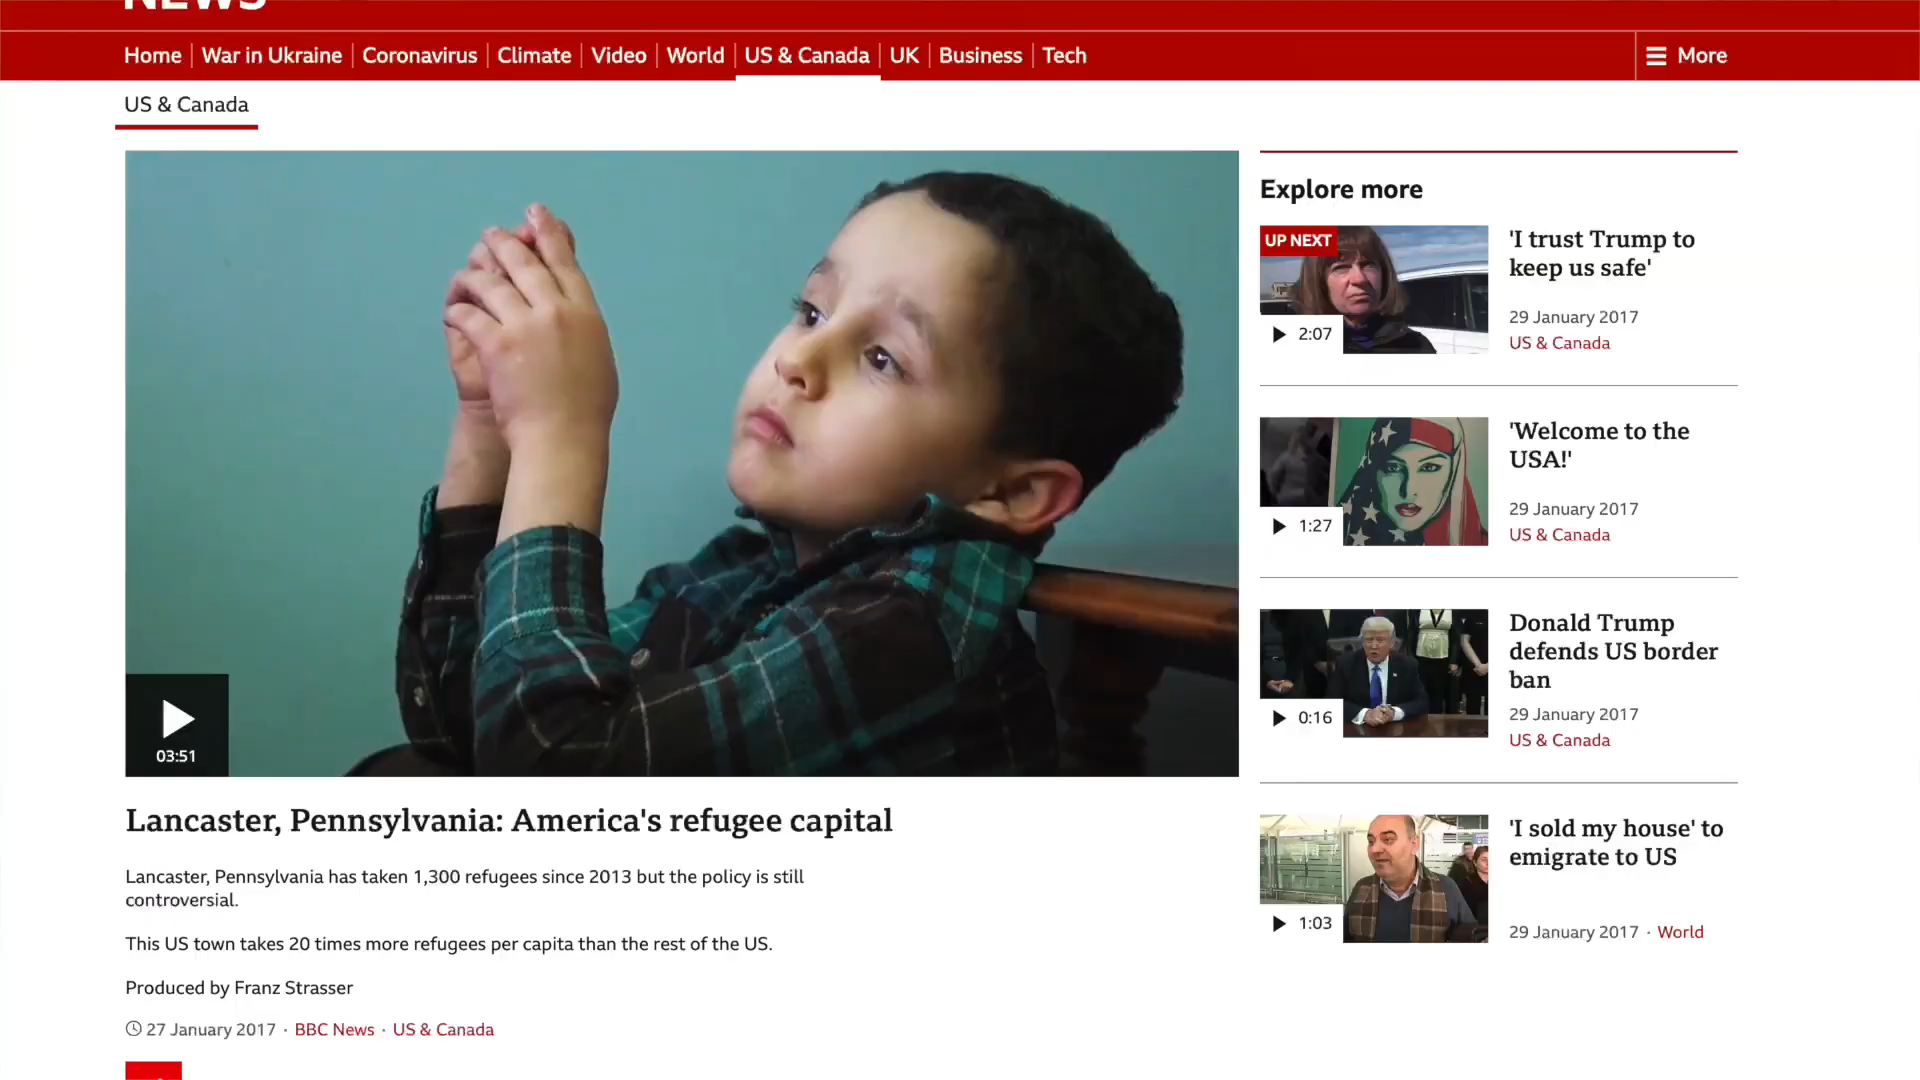 NEWS
Home
War in Ukraine
Coronavirus
Climate
Video
World
US & Canada
UK
Business
Tech
More
US & Canada
03:51
Lancaster, Pennsylvania: America's refugee capital
Lancaster, Pennsylvania has taken 1,300 refugees since 2013 but the policy is still
controversial.
This US town takes 20 times more refugees per capita than the rest of the US.
Produced by Franz Strasser
27 January 2017 · BBC News · US & Canada
Explore more
UP NEXT
2:07
'I trust Trump to
keep us safe'
29 January 2017
US & Canada
1:27
'Welcome to the
USA!'
29 January 2017
US & Canada
0:16
Donald Trump
defends US border
ban
29 January 2017
US & Canada
1:03
'I sold my house' to
emigrate to US
29 January 2017 · World